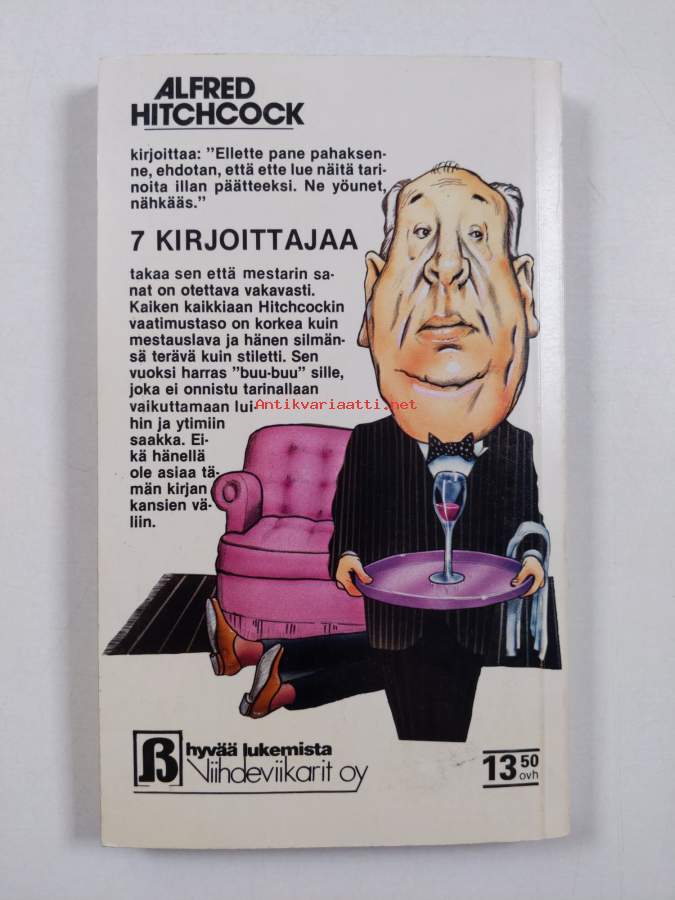 ALFRED
HITCHCOCK
kirjoittaa: ”Ellette pane pahaksen-
ne, ehdotan, että ette lue näitä tari-
noita illan päätteeksi. Ne yöunet,
nähkääs.”
7 KIRJOITTAJAA
takaa sen että mestarin sa-
nat on otettava vakavasti.
Kaiken kaikkiaan Hitchcockin
vaatimustaso on korkea kuin
mestauslava ja hänen silmän-
sä terävä kuin stiletti. Sen
vuoksi harras ”buu-buu” sille,
joka ei onnistu tarinallaan
vaikuttamaan lui-
hin ja ytimiin
saakka. Ei-
kä hänellä
ole asiaa tä-
män kirjan
kansien vä-
liin.
Antikvariaatti.net
hyvää lukemista
Viihdeviikarit oy
13 50
ovh